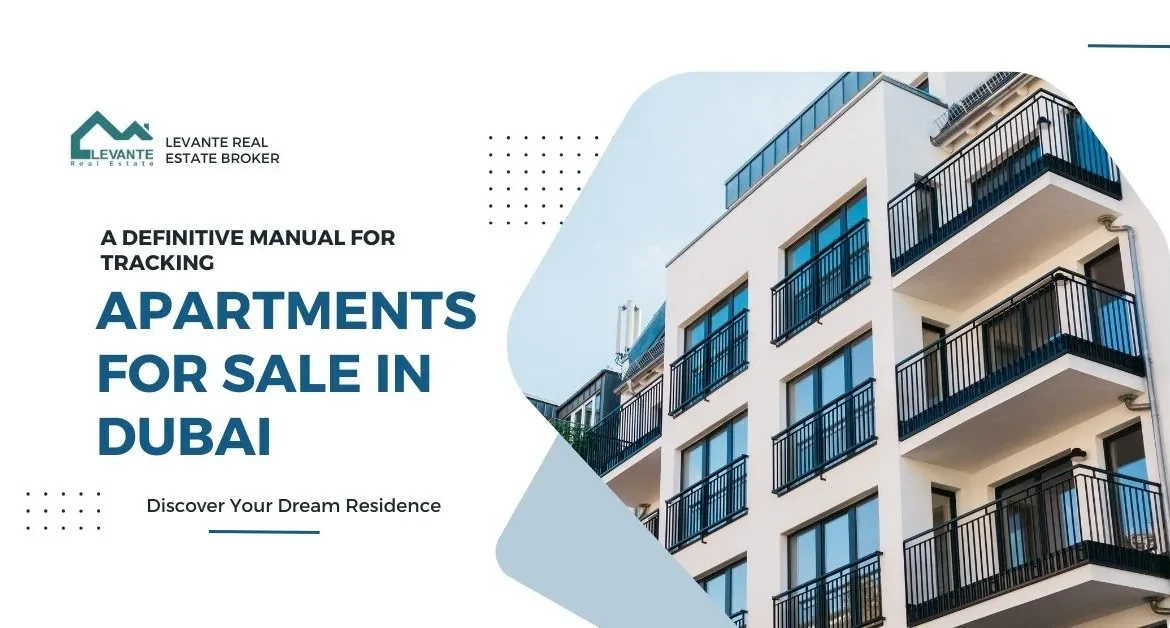 LEVANTE
Real Estate
LEVANTE REAL
ESTATE BROKER
A DEFINITIVE MANUAL FOR
TRACKING
APARTMENTS
FOR SALE IN
DUBAI
Discover Your Dream Residence